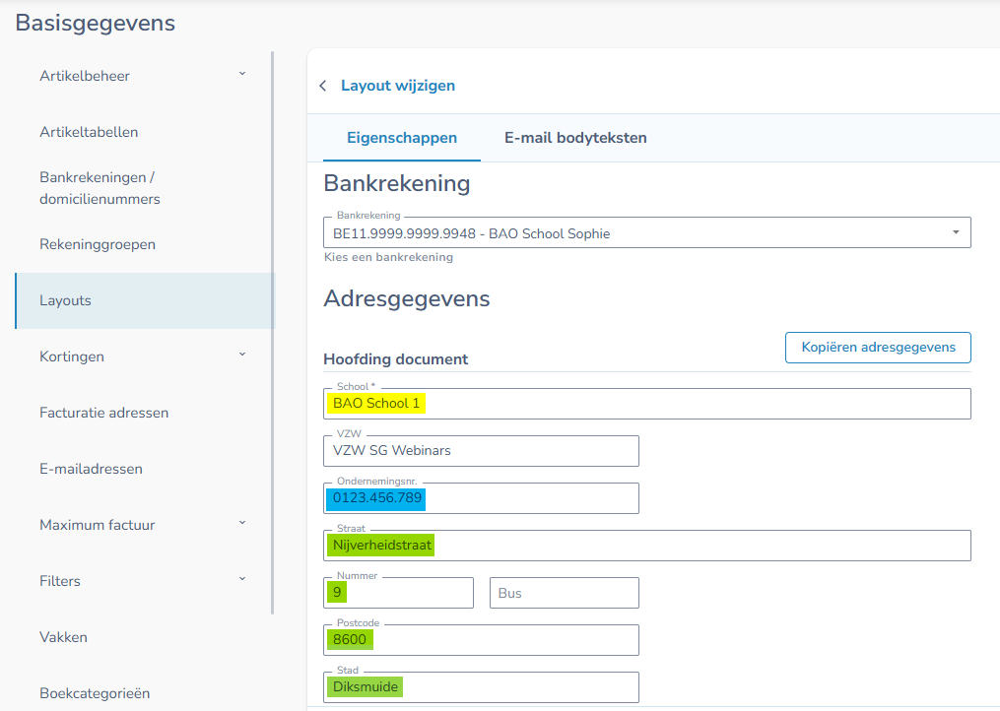 Basisgegevens
Artikelbeheer
Artikeltabellen
Bankrekeningen /
domicilienummers
Rekeninggroepen
Layouts
Kortingen
Facturatie adressen
E-mailadressen
Maximum factuur
Filters
Vakken
Boekcategorieën
Layout wijzigen
Eigenschappen
E-mail bodyteksten
Bankrekening
Bankrekening
BE11.9999.9999.9948 - BAO School Sophie
Kies een bankrekening
Adresgegevens
Kopiëren adresgegevens
Hoofding document
School *
BAO School 1
VZW
VZW SG Webinars
Ondernemingsnr.
0123.456.789
Straat
Nijverheidstraat
Nummer
9
Bus
Postcode
8600
Stad
Diksmuide